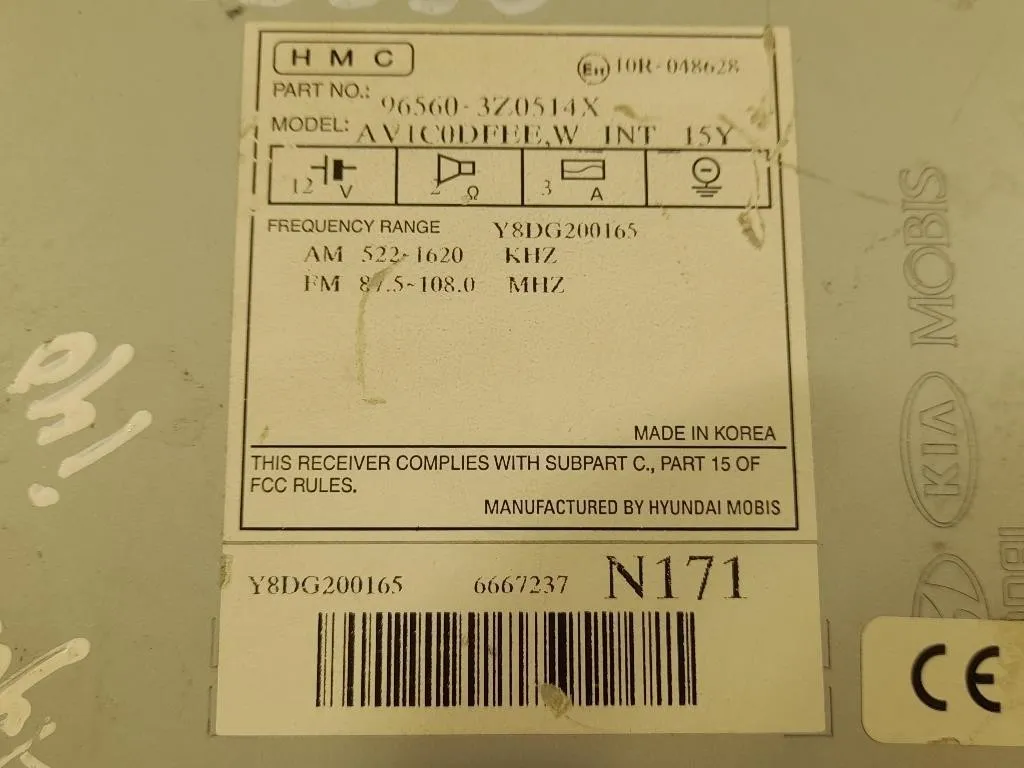 HMC
E11 10R-048628
PART NO.: 96560-3Z0514X
MODEL: AV1C0DFEE,W INT 15Y
12 V 2 Ω 3 A
FREQUENCY RANGE Y8DG200165
AM 522~1620 KHZ
FM 87.5~108.0 MHZ
MADE IN KOREA
THIS RECEIVER COMPLIES WITH SUBPART C., PART 15 OF
FCC RULES.
MANUFACTURED BY HYUNDAI MOBIS
Y8DG200165 6667237 N171
MOBIS
KIA
CE